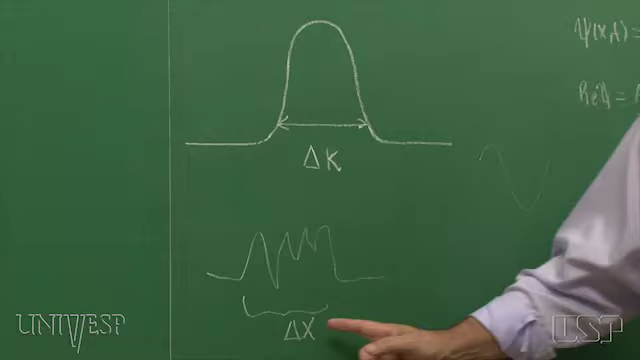 ψ(x,t) =
ΔK
ΔX
UNIVESP
USP